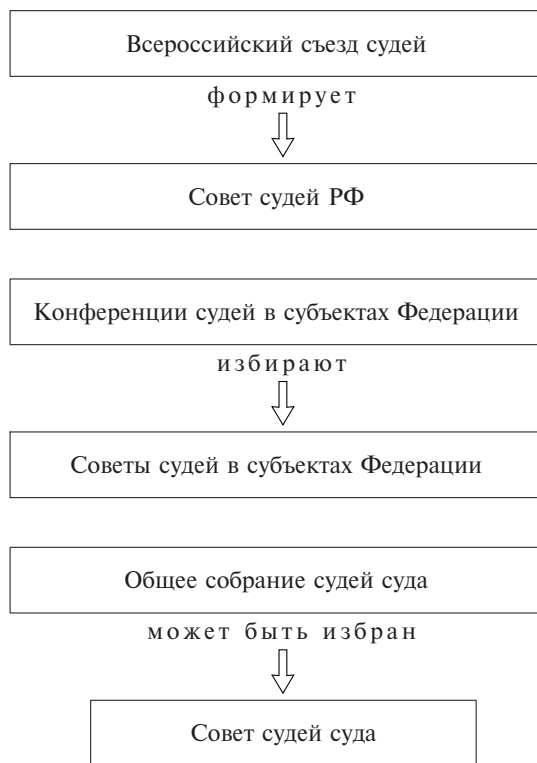 Всероссийский съезд судей
формирует
Совет судей РФ
Конференции судей в субъектах Федерации
избирают
Советы судей в субъектах Федерации
Общее собрание судей суда
может быть избран
Совет судей суда